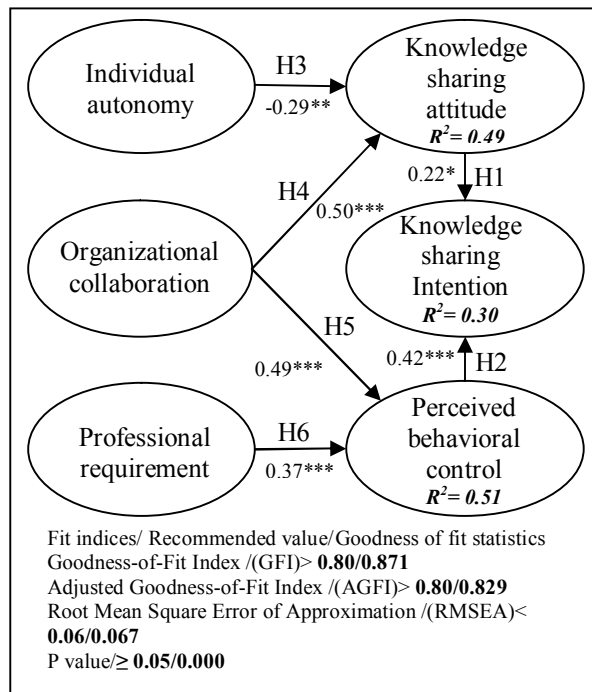 Individual
autonomy
H3
-0.29**
Knowledge
sharing
attitude
R²= 0.49
H4
0.50***
0.22*
H1
Organizational
collaboration
Knowledge
sharing
Intention
R²= 0.30
H5
0.49***
0.42***
H2
Professional
requirement
H6
0.37***
Perceived
behavioral
control
R²= 0.51
Fit indices/ Recommended value/Goodness of fit statistics
Goodness-of-Fit Index /(GFI)> 0.80/0.871
Adjusted Goodness-of-Fit Index /(AGFI)> 0.80/0.829
Root Mean Square Error of Approximation /(RMSEA)<
0.06/0.067
P value/≥ 0.05/0.000